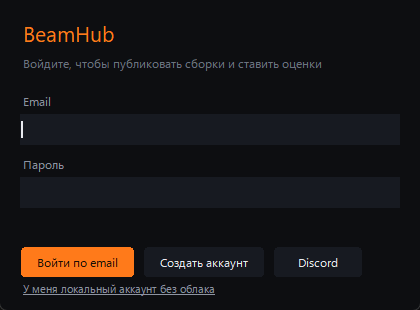 BeamHub
Войдите, чтобы публиковать сборки и ставить оценки
Email
Пароль
Войти по email
Создать аккаунт
Discord
У меня локальный аккаунт без облака